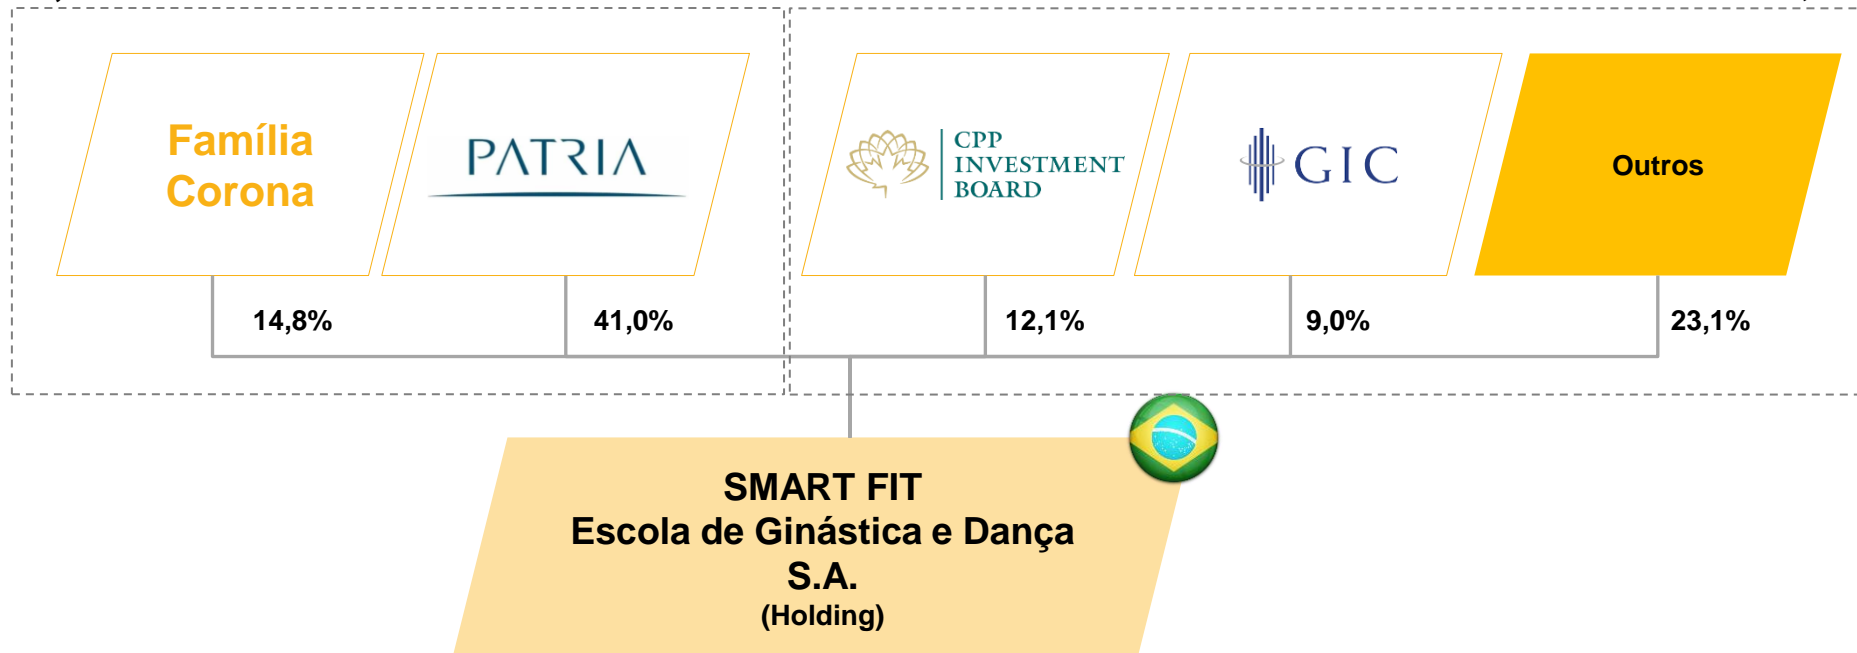 Família
Corona
PATRIA
CPP
INVESTMENT
BOARD
GIC
Outros
14,8%
41,0%
12,1%
9,0%
23,1%
SMART FIT
Escola de Ginástica e Dança
S.A.
(Holding)